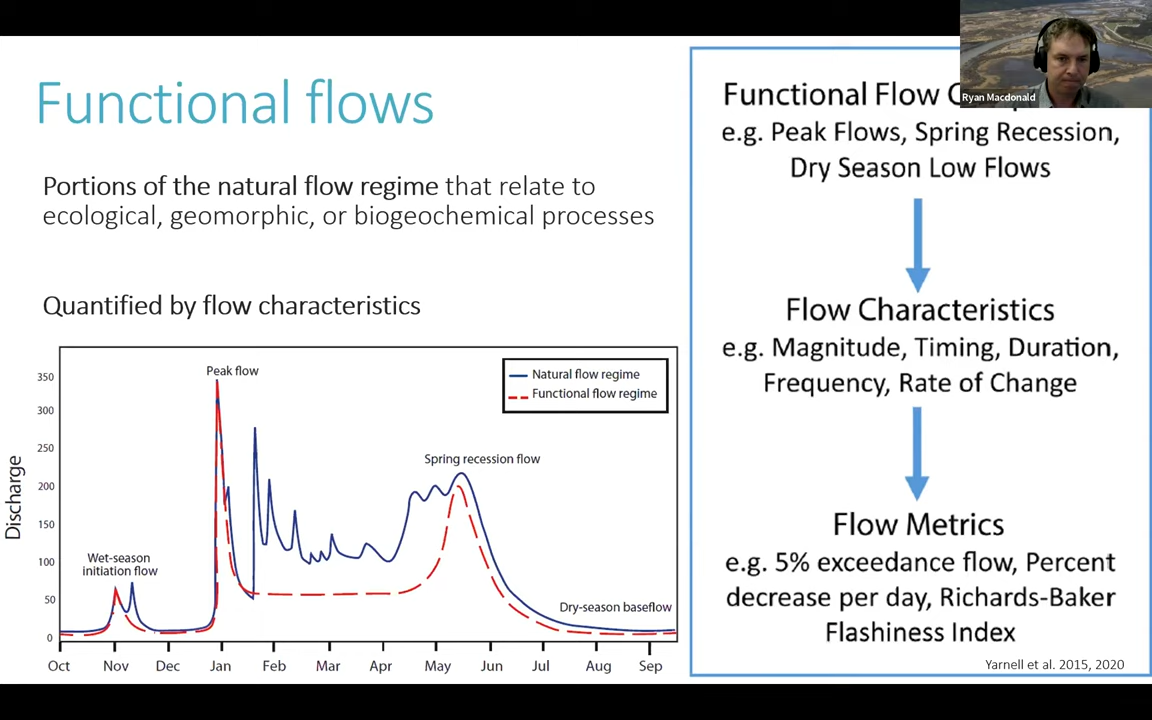 Functional flows
Portions of the natural flow regime that relate to
ecological, geomorphic, or biogeochemical processes
Quantified by flow characteristics
Discharge
350
300
250
200
150
100
50
0
Peak flow
Natural flow regime
Functional flow regime
Spring recession flow
Wet-season
initiation flow
Dry-season baseflow
Oct Nov Dec Jan Feb Mar Apr May Jun Jul Aug Sep
Functional Flow
Ryan Macdonald
e.g. Peak Flows, Spring Recession,
Dry Season Low Flows
Flow Characteristics
e.g. Magnitude, Timing, Duration,
Frequency, Rate of Change
Flow Metrics
e.g. 5% exceedance flow, Percent
decrease per day, Richards-Baker
Flashiness Index
Yarnell et al. 2015, 2020